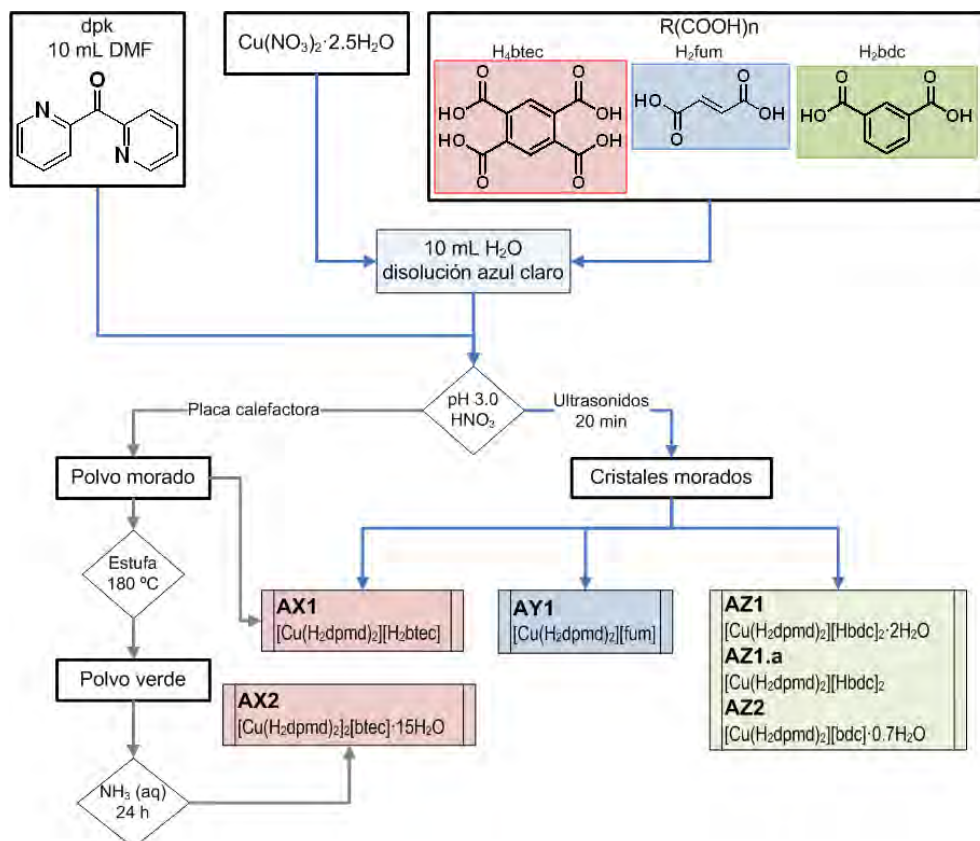 dpk
10 mL DMF
O
N
N
Cu(NO₃)₂·2.5H₂O
R(COOH)n
H₄btec
O
O
OH
OH
OH
OH
O
O
H₂fum
O
HO
OH
O
H₂bdc
O
O
HO
OH
10 mL H₂O
disolución azul claro
pH 3.0
HNO₃
Placa calefactora
Ultrasonidos
20 min
Polvo morado
Cristales morados
Estufa
180 ºC
AX1
[Cu(H₂dpmd)₂][H₂btec]
AY1
[Cu(H₂dpmd)₂][fum]
AZ1
[Cu(H₂dpmd)₂][Hbdc]₂·2H₂O
AZ1.a
[Cu(H₂dpmd)₂][Hbdc]₂
AZ2
[Cu(H₂dpmd)₂][bdc]·0.7H₂O
Polvo verde
AX2
[Cu(H₂dpmd)₂]₂[btec]·15H₂O
NH₃ (aq)
24 h